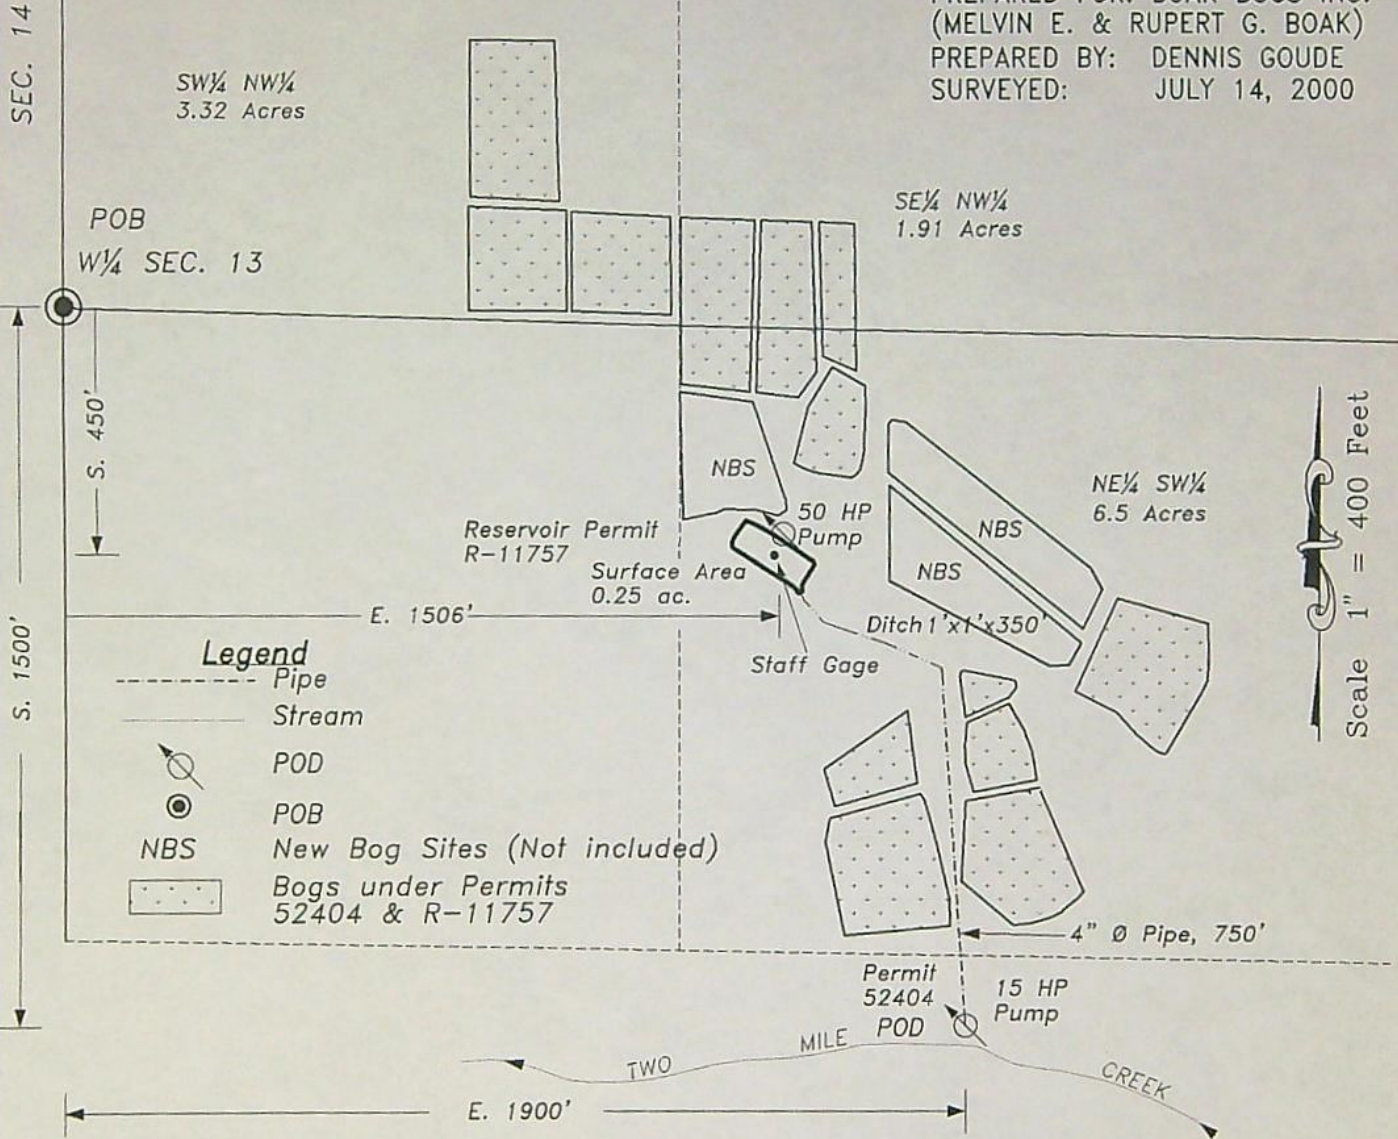 SEC. 14
PREPARED FOR: BOAK BOGS INC.
(MELVIN E. & RUPERT G. BOAK)
PREPARED BY: DENNIS GOUDE
SURVEYED: JULY 14, 2000
SW¼ NW¼
3.32 Acres
SE¼ NW¼
1.91 Acres
POB
W¼ SEC. 13
S. 450'
S. 1500'
NBS
50 HP
Pump
Reservoir Permit
R-11757
Surface Area
0.25 ac.
E. 1506'
NE¼ SW¼
6.5 Acres
NBS
NBS
Ditch 1'x1'x350'
Staff Gage
Scale 1" = 400 Feet
Legend
Pipe
Stream
POD
POB
NBS New Bog Sites (Not included)
Bogs under Permits
52404 & R-11757
4" Ø Pipe, 750'
Permit
52404
POD
15 HP
Pump
TWO MILE CREEK
E. 1900'